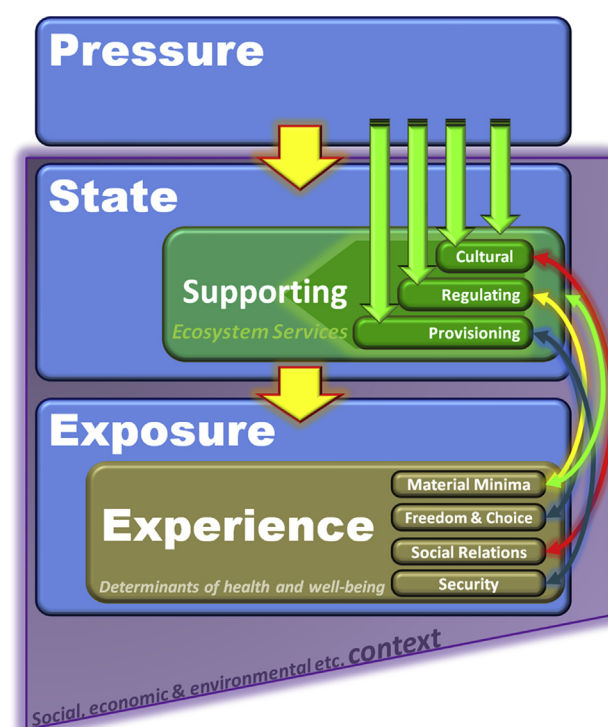 Pressure
State
Cultural
Supporting
Regulating
Ecosystem Services
Provisioning
Exposure
Material Minima
Experience
Freedom & Choice
Social Relations
Determinants of health and well-being
Security
Social, economic & environmental etc. context